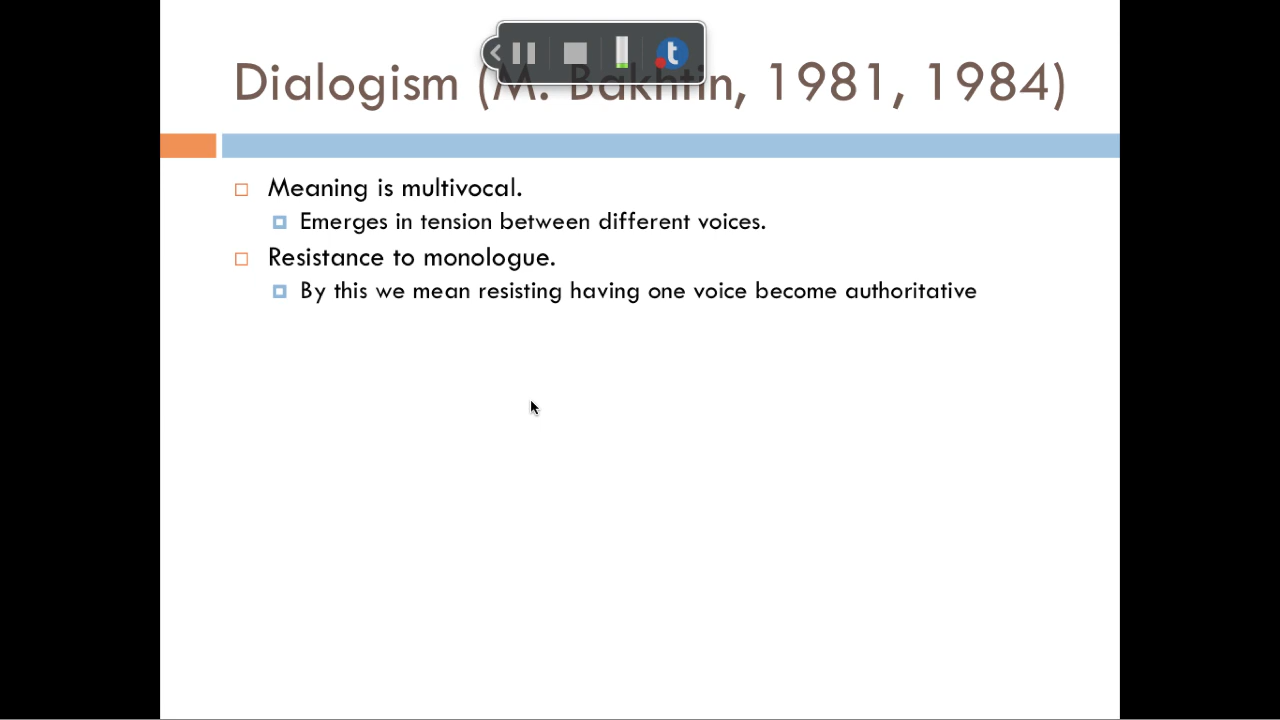 Dialogism (M. Bakhtin, 1981, 1984)
Meaning is multivocal.
Emerges in tension between different voices.
Resistance to monologue.
By this we mean resisting having one voice become authoritative